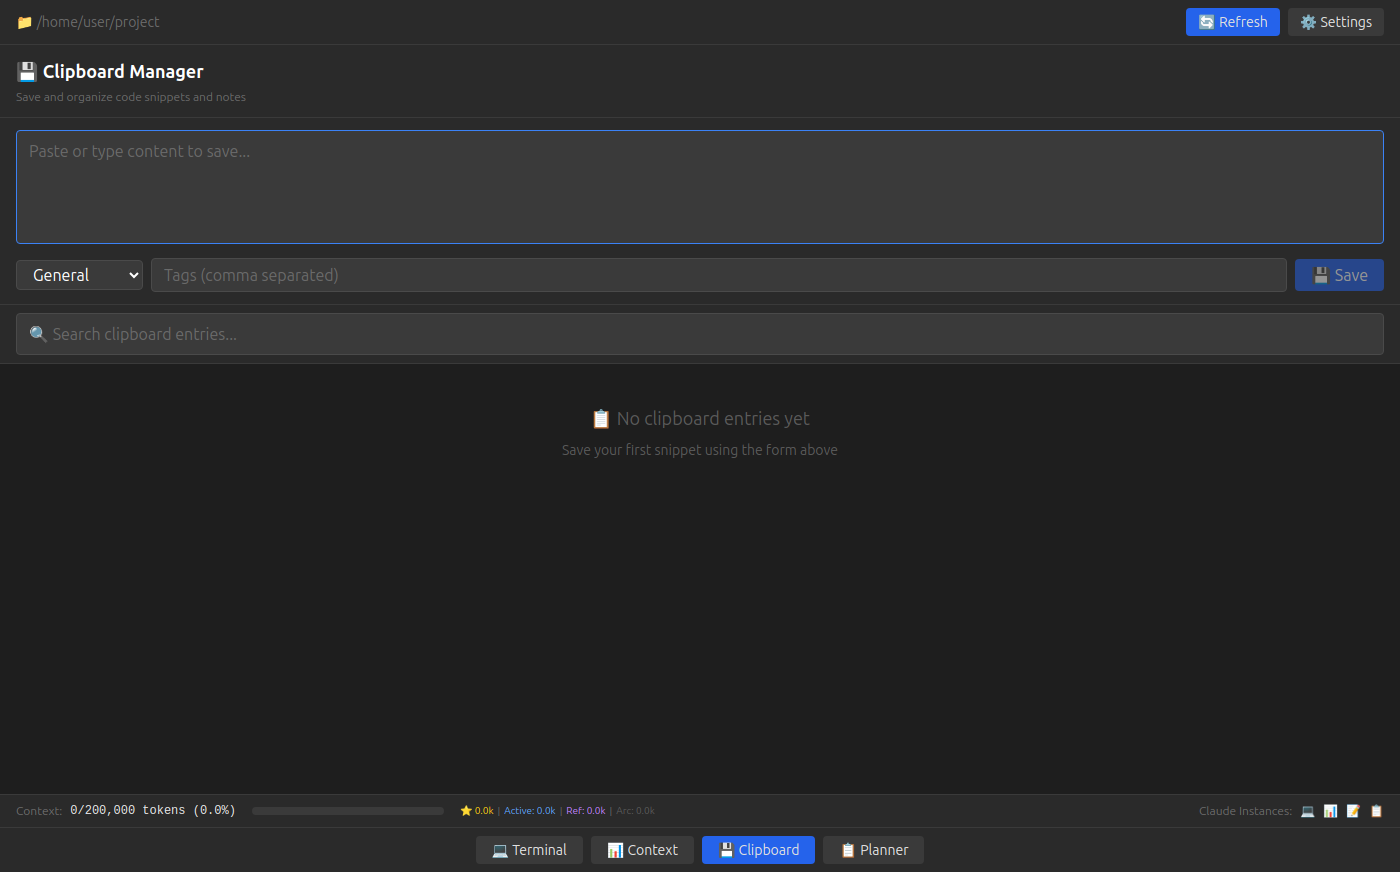 /home/user/project
Refresh
Settings
Clipboard Manager
Save and organize code snippets and notes
Paste or type content to save...
General
Tags (comma separated)
Save
Search clipboard entries...
No clipboard entries yet
Save your first snippet using the form above
Context: 0/200,000 tokens (0.0%)
0.0k | Active: 0.0k | Ref: 0.0k | Arc: 0.0k
Claude Instances:
Terminal
Context
Clipboard
Planner